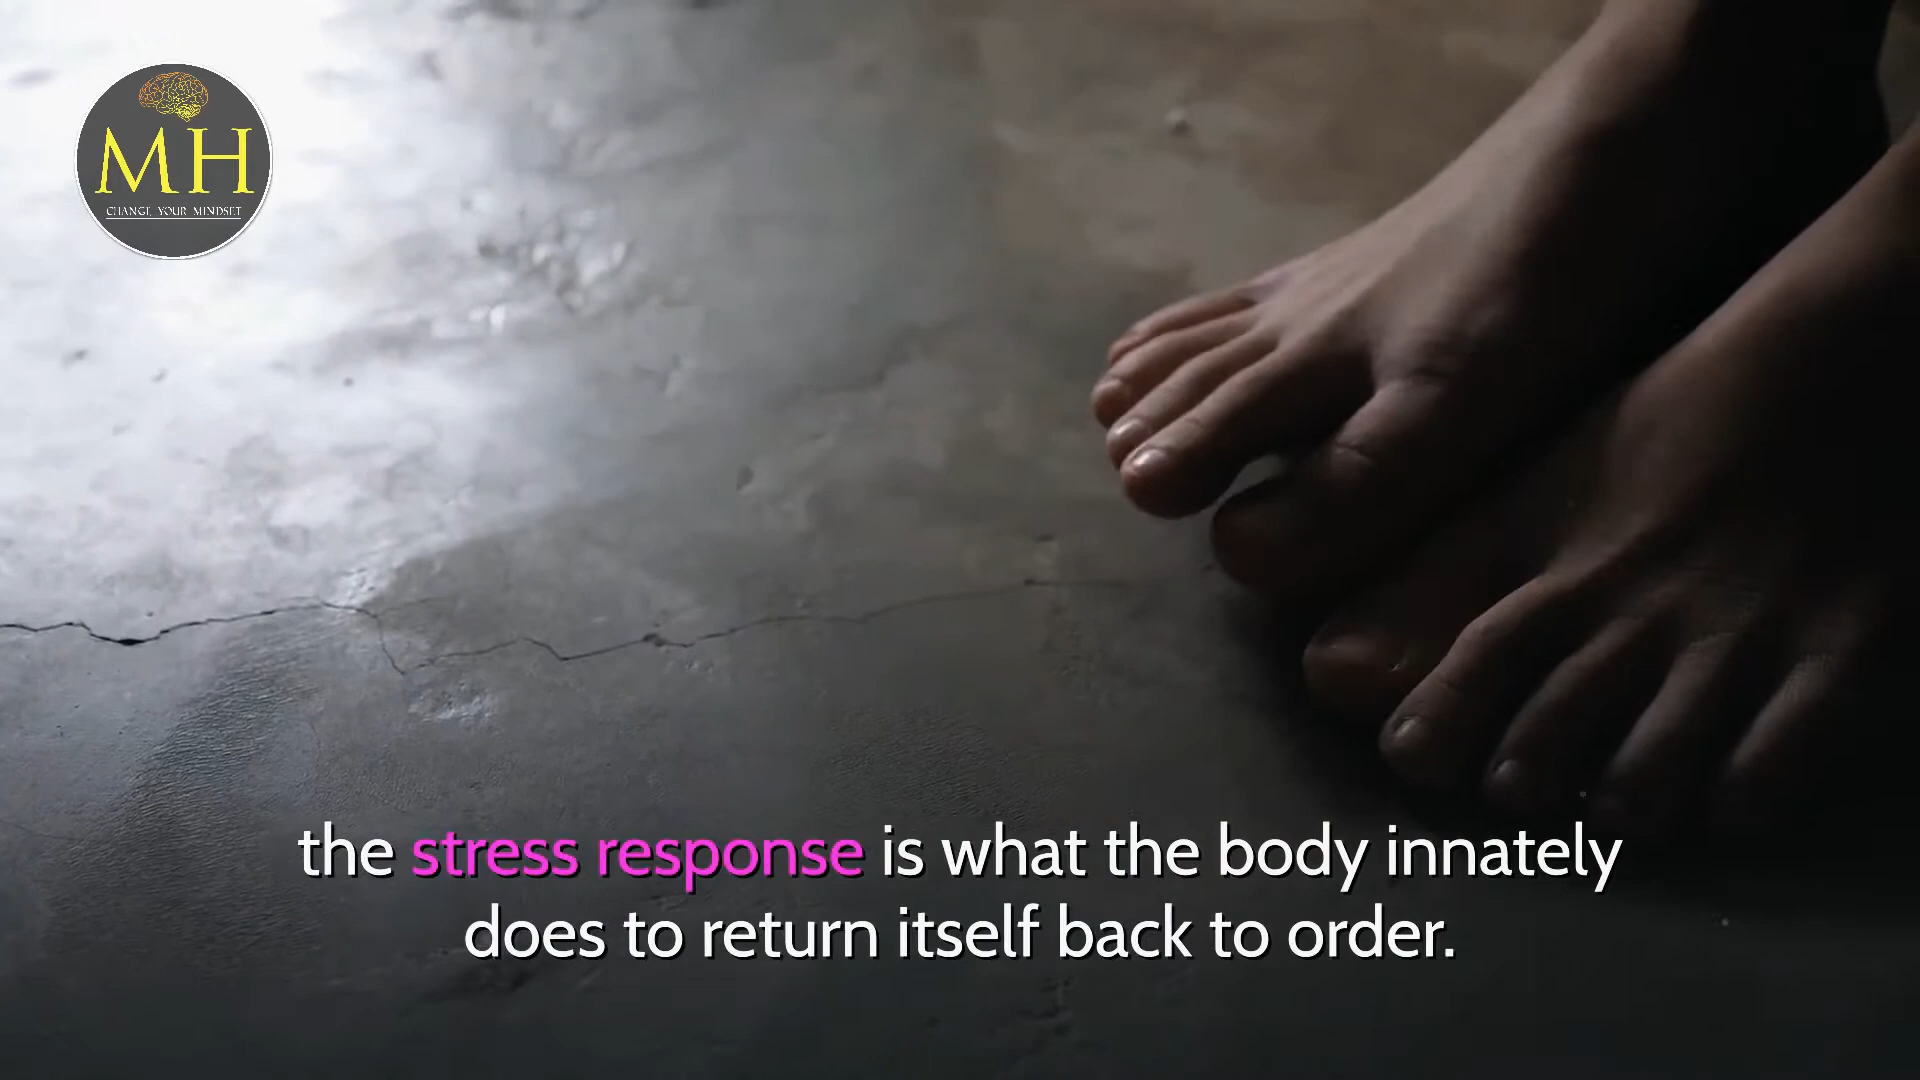 MH
CHANGE YOUR MINDSET
the stress response is what the body innately
does to return itself back to order.